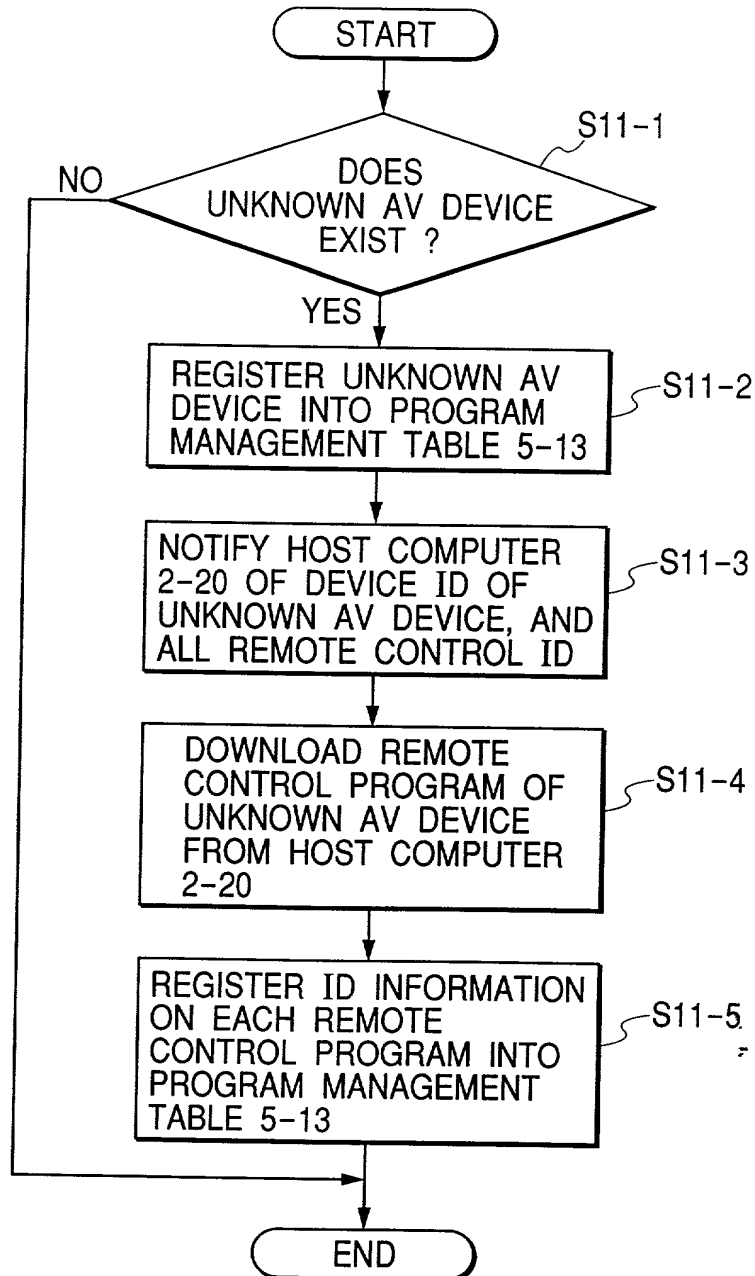 START
S11-1
NO
DOES
UNKNOWN AV DEVICE
EXIST ?
YES
REGISTER UNKNOWN AV
DEVICE INTO PROGRAM
MANAGEMENT TABLE 5-13
S11-2
NOTIFY HOST COMPUTER
2-20 OF DEVICE ID OF
UNKNOWN AV DEVICE, AND
ALL REMOTE CONTROL ID
S11-3
DOWNLOAD REMOTE
CONTROL PROGRAM OF
UNKNOWN AV DEVICE
FROM HOST COMPUTER
2-20
S11-4
REGISTER ID INFORMATION
ON EACH REMOTE
CONTROL PROGRAM INTO
PROGRAM MANAGEMENT
TABLE 5-13
S11-5
END